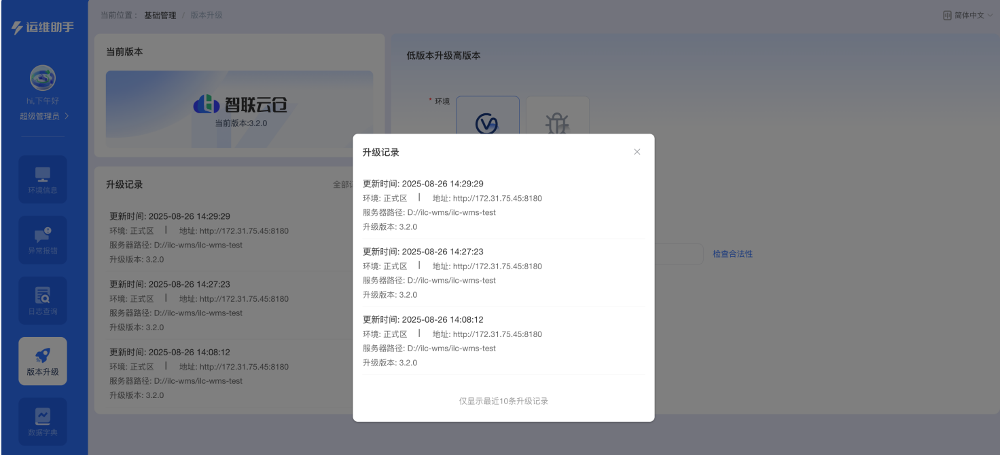 运维助手
hi,下午好
超级管理员
环境信息
异常报错
日志查询
版本升级
数据字典
当前位置： 基础管理 / 版本升级
简体中文
当前版本
智联云仓
当前版本:3.2.0
升级记录
全部
更新时间: 2025-08-26 14:29:29
环境: 正式区 | 地址: http://172.31.75.45:8180
服务器路径: D://ilc-wms/ilc-wms-test
升级版本: 3.2.0
更新时间: 2025-08-26 14:27:23
环境: 正式区 | 地址: http://172.31.75.45:8180
服务器路径: D://ilc-wms/ilc-wms-test
升级版本: 3.2.0
更新时间: 2025-08-26 14:08:12
环境: 正式区 | 地址: http://172.31.75.45:8180
服务器路径: D://ilc-wms/ilc-wms-test
升级版本: 3.2.0
低版本升级高版本
* 环境
检查合法性
升级记录
更新时间: 2025-08-26 14:29:29
环境: 正式区 | 地址: http://172.31.75.45:8180
服务器路径: D://ilc-wms/ilc-wms-test
升级版本: 3.2.0
更新时间: 2025-08-26 14:27:23
环境: 正式区 | 地址: http://172.31.75.45:8180
服务器路径: D://ilc-wms/ilc-wms-test
升级版本: 3.2.0
更新时间: 2025-08-26 14:08:12
环境: 正式区 | 地址: http://172.31.75.45:8180
服务器路径: D://ilc-wms/ilc-wms-test
升级版本: 3.2.0
仅显示最近10条升级记录